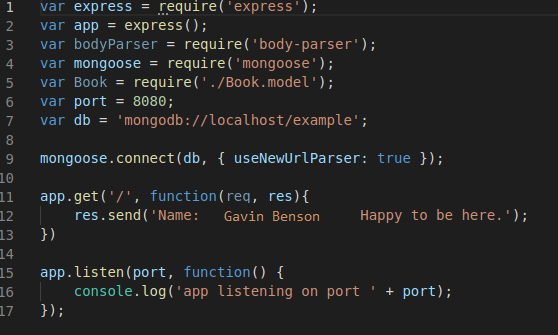 1 var express = require('express');
2 var app = express();
3 var bodyParser = require('body-parser');
4 var mongoose = require('mongoose');
5 var Book = require('./Book.model');
6 var port = 8080;
7 var db = 'mongodb://localhost/example';
8
9 mongoose.connect(db, { useNewUrlParser: true });
10
11 app.get('/', function(req, res){
12 res.send('Name: Gavin Benson Happy to be here.');
13 })
14
15 app.listen(port, function() {
16 console.log('app listening on port ' + port);
17 });